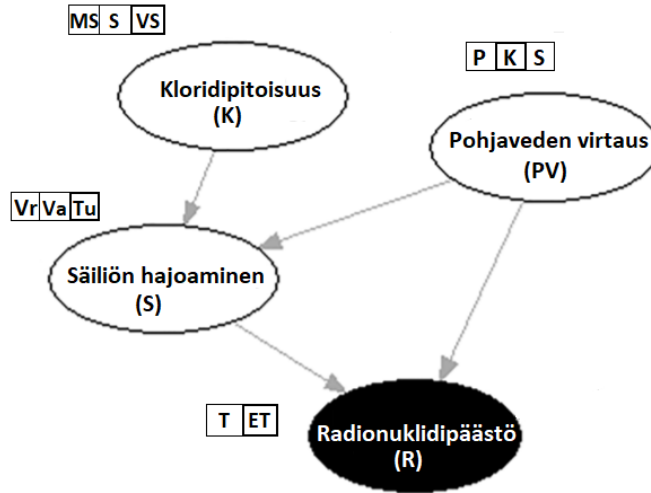 MS S VS
P K S
Kloridipitoisuus
(K)
Pohjaveden virtaus
(PV)
Vr Va Tu
Säiliön hajoaminen
(S)
T ET
Radionuklidipäästö
(R)